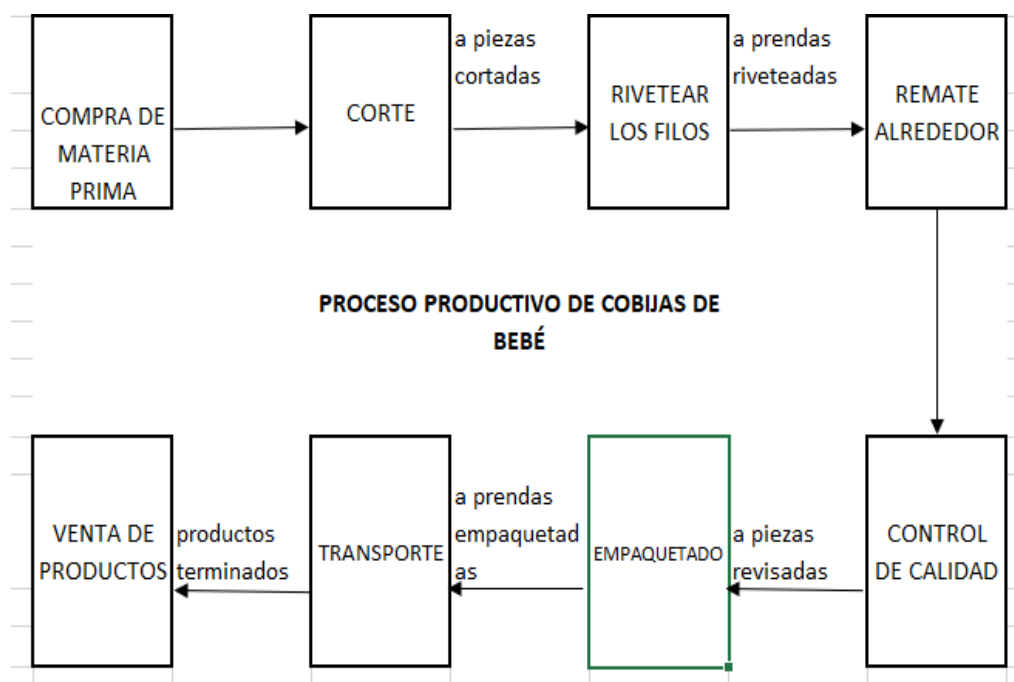 COMPRA DE
MATERIA
PRIMA
CORTE
a piezas
cortadas
RIVETEAR
LOS FILOS
a prendas
riveteadas
REMATE
ALREDEDOR
PROCESO PRODUCTIVO DE COBIJAS DE
BEBÉ
VENTA DE
PRODUCTOS
productos
terminados
TRANSPORTE
a prendas
empaquetad
as
EMPAQUETADO
a piezas
revisadas
CONTROL
DE CALIDAD